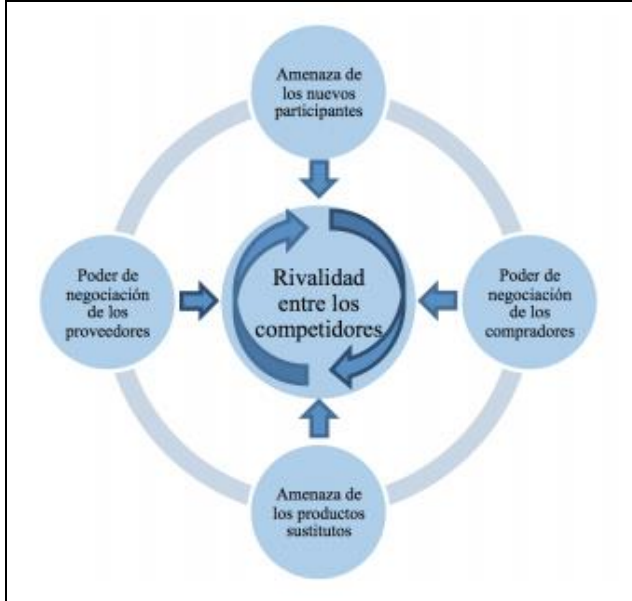 Amenaza de
los nuevos
participantes
Poder de
negociación
de los
proveedores
Rivalidad
entre los
competidores
Poder de
negociación
de los
compradores
Amenaza de
los productos
sustitutos